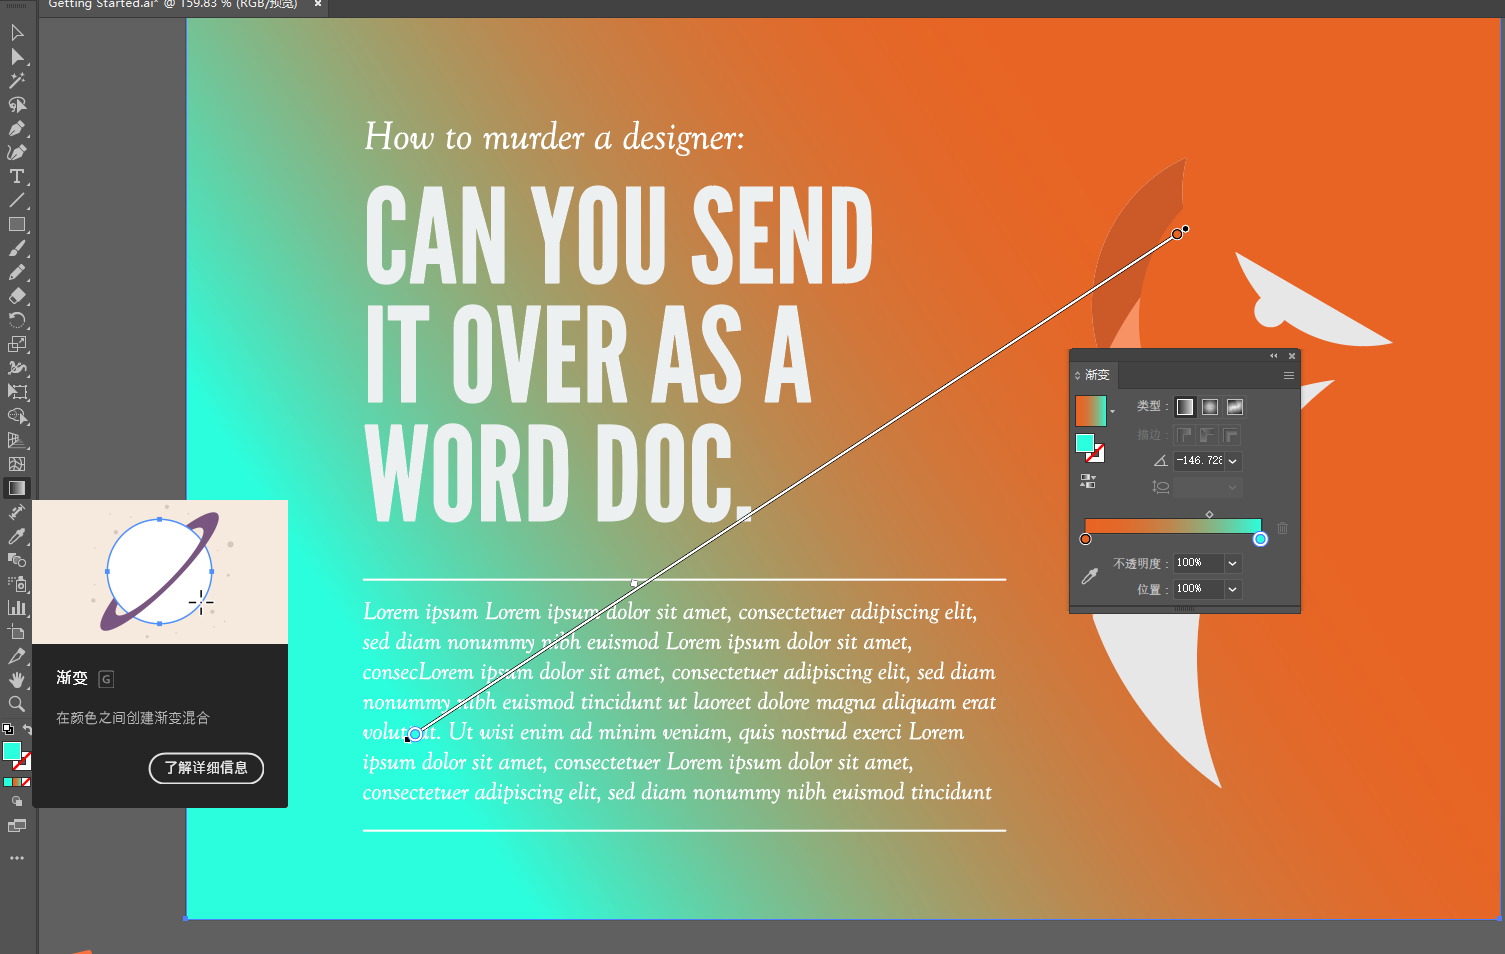 Getting Started.ai* @ 159.83 % (RGB/预览)
How to murder a designer:
CAN YOU SEND
IT OVER AS A
WORD DOC.
Lorem ipsum Lorem ipsum dolor sit amet, consectetuer adipiscing elit,
sed diam nonummy nibh euismod Lorem ipsum dolor sit amet,
consecLorem ipsum dolor sit amet, consectetuer adipiscing elit, sed diam
nonummy nibh euismod tincidunt ut laoreet dolore magna aliquam erat
volutpat. Ut wisi enim ad minim veniam, quis nostrud exerci Lorem
ipsum dolor sit amet, consectetuer Lorem ipsum dolor sit amet,
consectetuer adipiscing elit, sed diam nonummy nibh euismod tincidunt
渐变
类型：
描边：
-146.728
不透明度：100%
位置：100%
渐变 G
在颜色之间创建渐变混合
了解详细信息